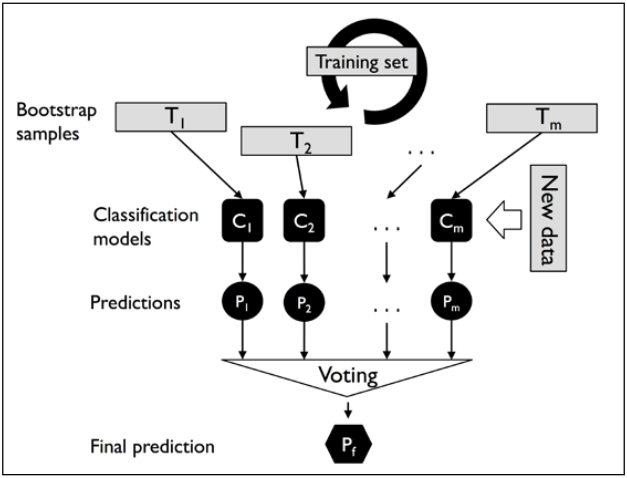 Training set
Bootstrap
samples
T1
T2
. . .
Tm
Classification
models
C1
C2
. . .
Cm
New data
Predictions
P1
P2
. . .
Pm
Voting
Final prediction
Pf